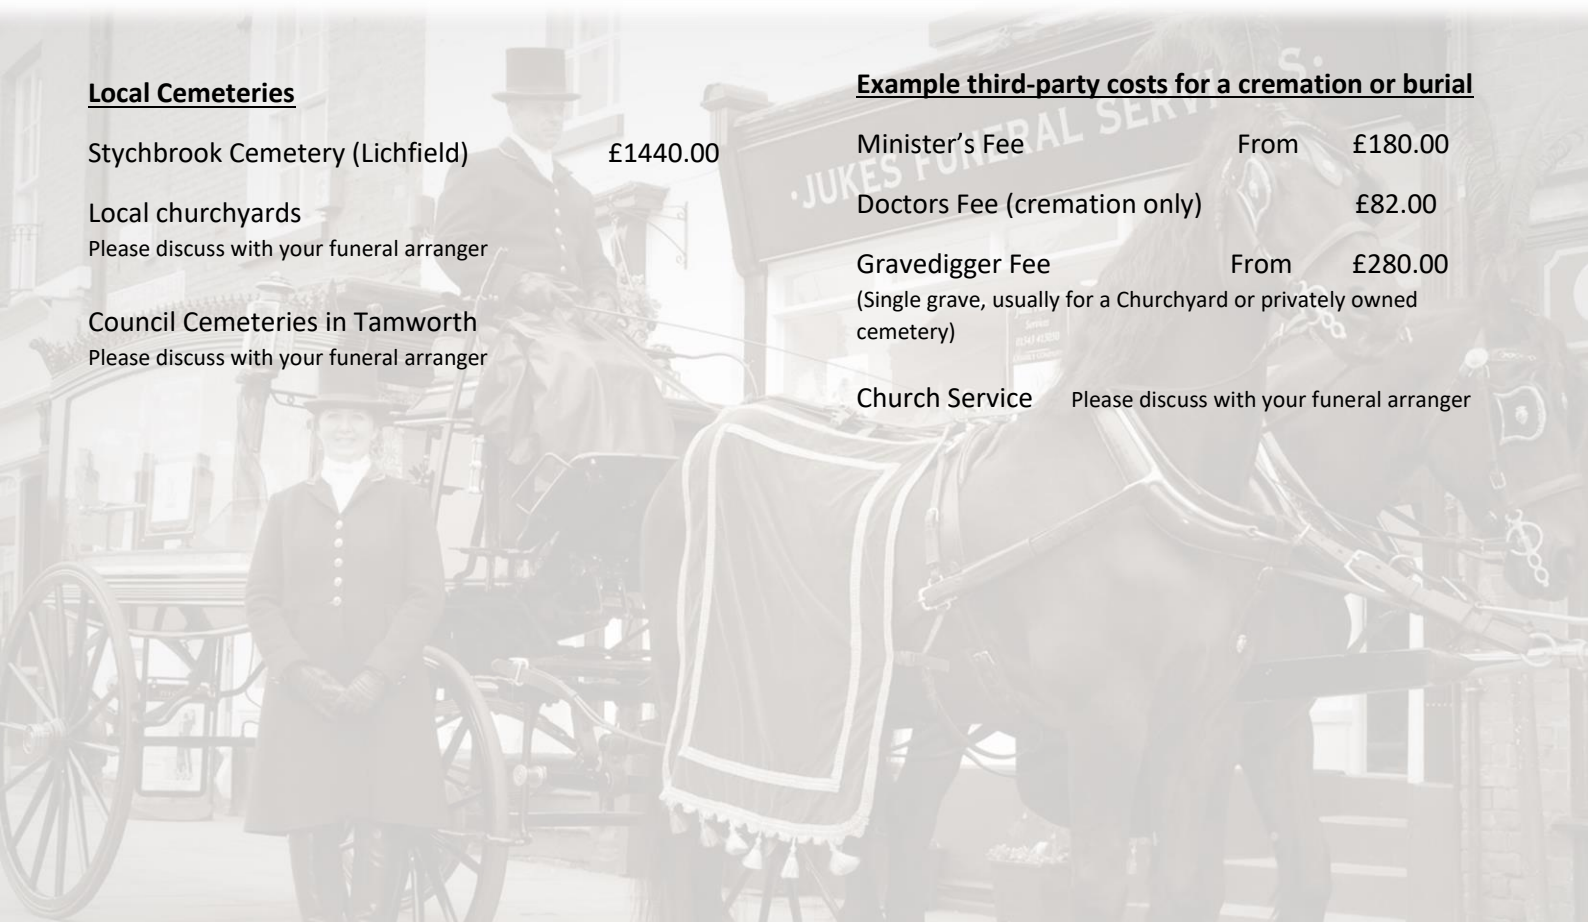 Local Cemeteries
Stychbrook Cemetery (Lichfield) £1440.00
Local churchyards
Please discuss with your funeral arranger
Council Cemeteries in Tamworth
Please discuss with your funeral arranger
Example third-party costs for a cremation or burial
Minister’s Fee From £180.00
Doctors Fee (cremation only) £82.00
Gravedigger Fee From £280.00
(Single grave, usually for a Churchyard or privately owned
cemetery)
Church Service Please discuss with your funeral arranger
·JUKES FUNERAL SERVICES·